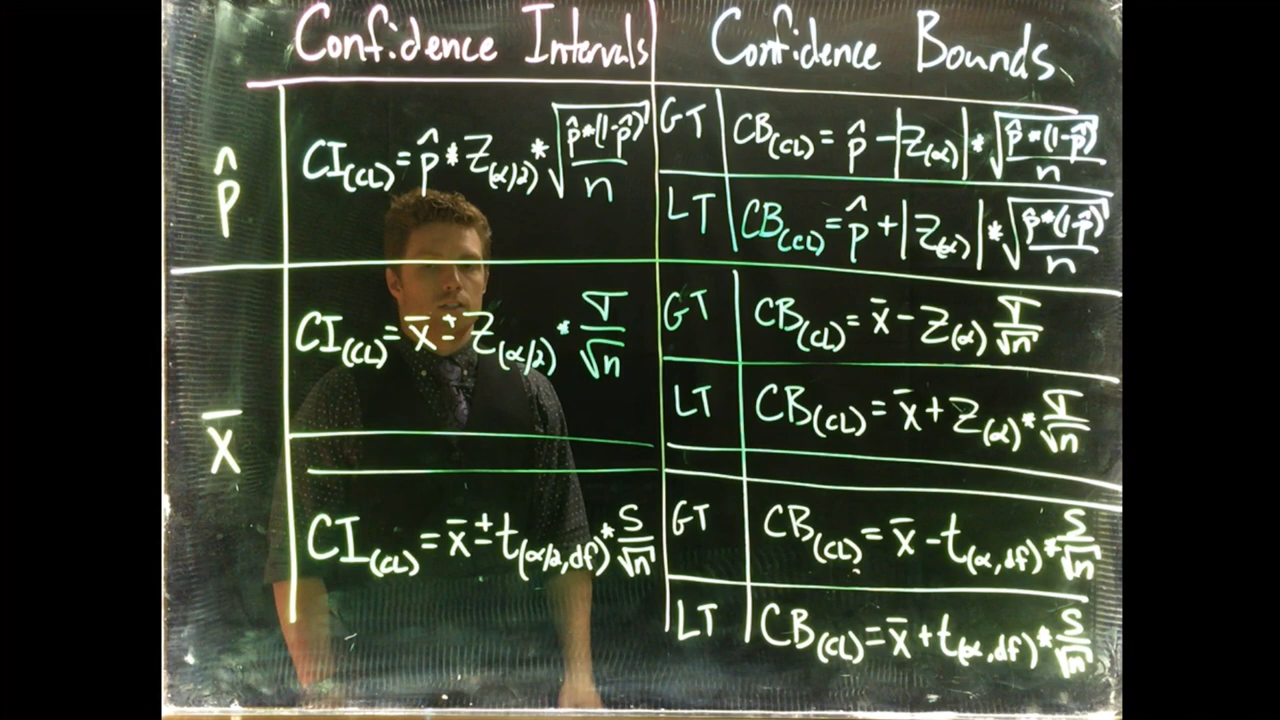 Confidence Intervals
Confidence Bounds
p̂
CI(CL) = p̂ * Z(α/2) * √(p̂*(1-p̂)/n)
GT CB(CL) = p̂ - |Z(α)| * √(p̂*(1-p̂)/n)
LT CB(CL) = p̂ + |Z(α)| * √(p̂*(1-p̂)/n)
x̄
CI(CL) = x̄ ± Z(α/2) * σ/√n
GT CB(CL) = x̄ - Z(α) σ/√n
LT CB(CL) = x̄ + Z(α) * σ/√n
CI(CL) = x̄ ± t(α/2, df) * S/√n
GT CB(CL) = x̄ - t(α, df) * S/√n
LT CB(CL) = x̄ + t(α, df) * S/√n